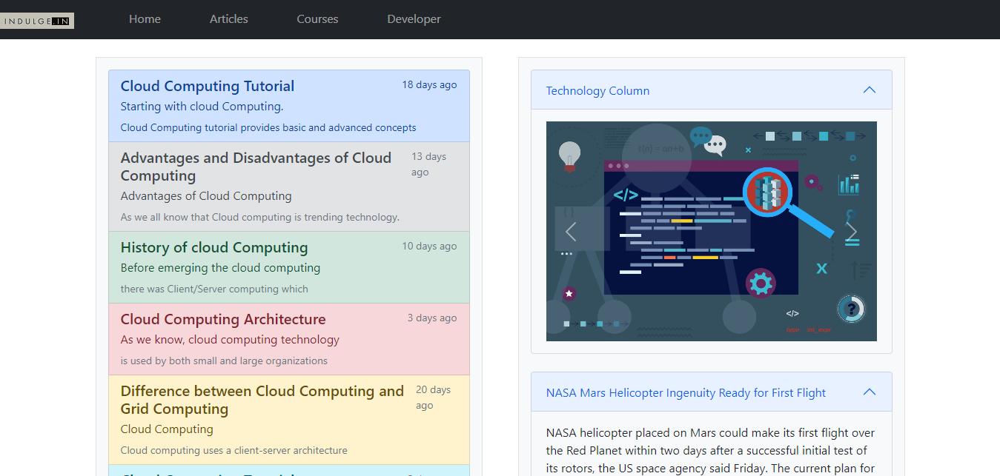 INDULGE.IN
Home
Articles
Courses
Developer
Cloud Computing Tutorial
18 days ago
Starting with cloud Computing.
Cloud Computing tutorial provides basic and advanced concepts
Advantages and Disadvantages of Cloud
Computing
13 days
ago
Advantages of Cloud Computing
As we all know that Cloud computing is trending technology.
History of cloud Computing
10 days ago
Before emerging the cloud computing
there was Client/Server computing which
Cloud Computing Architecture
3 days ago
As we know, cloud computing technology
is used by both small and large organizations
Difference between Cloud Computing and
Grid Computing
20 days
ago
Cloud Computing
Cloud computing uses a client-server architecture
Technology Column
t(n) = an+b
</>
{ }
X
?
</>
type int_expr
NASA Mars Helicopter Ingenuity Ready for First Flight
NASA helicopter placed on Mars could make its first flight over
the Red Planet within two days after a successful initial test of
its rotors, the US space agency said Friday. The current plan for